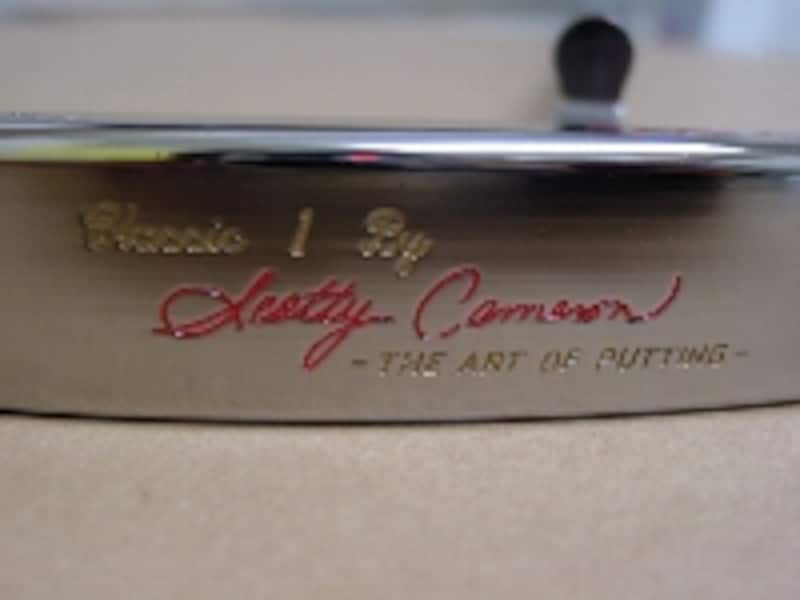 Classic 1 By
Scotty Cameron
- THE ART OF PUTTING -